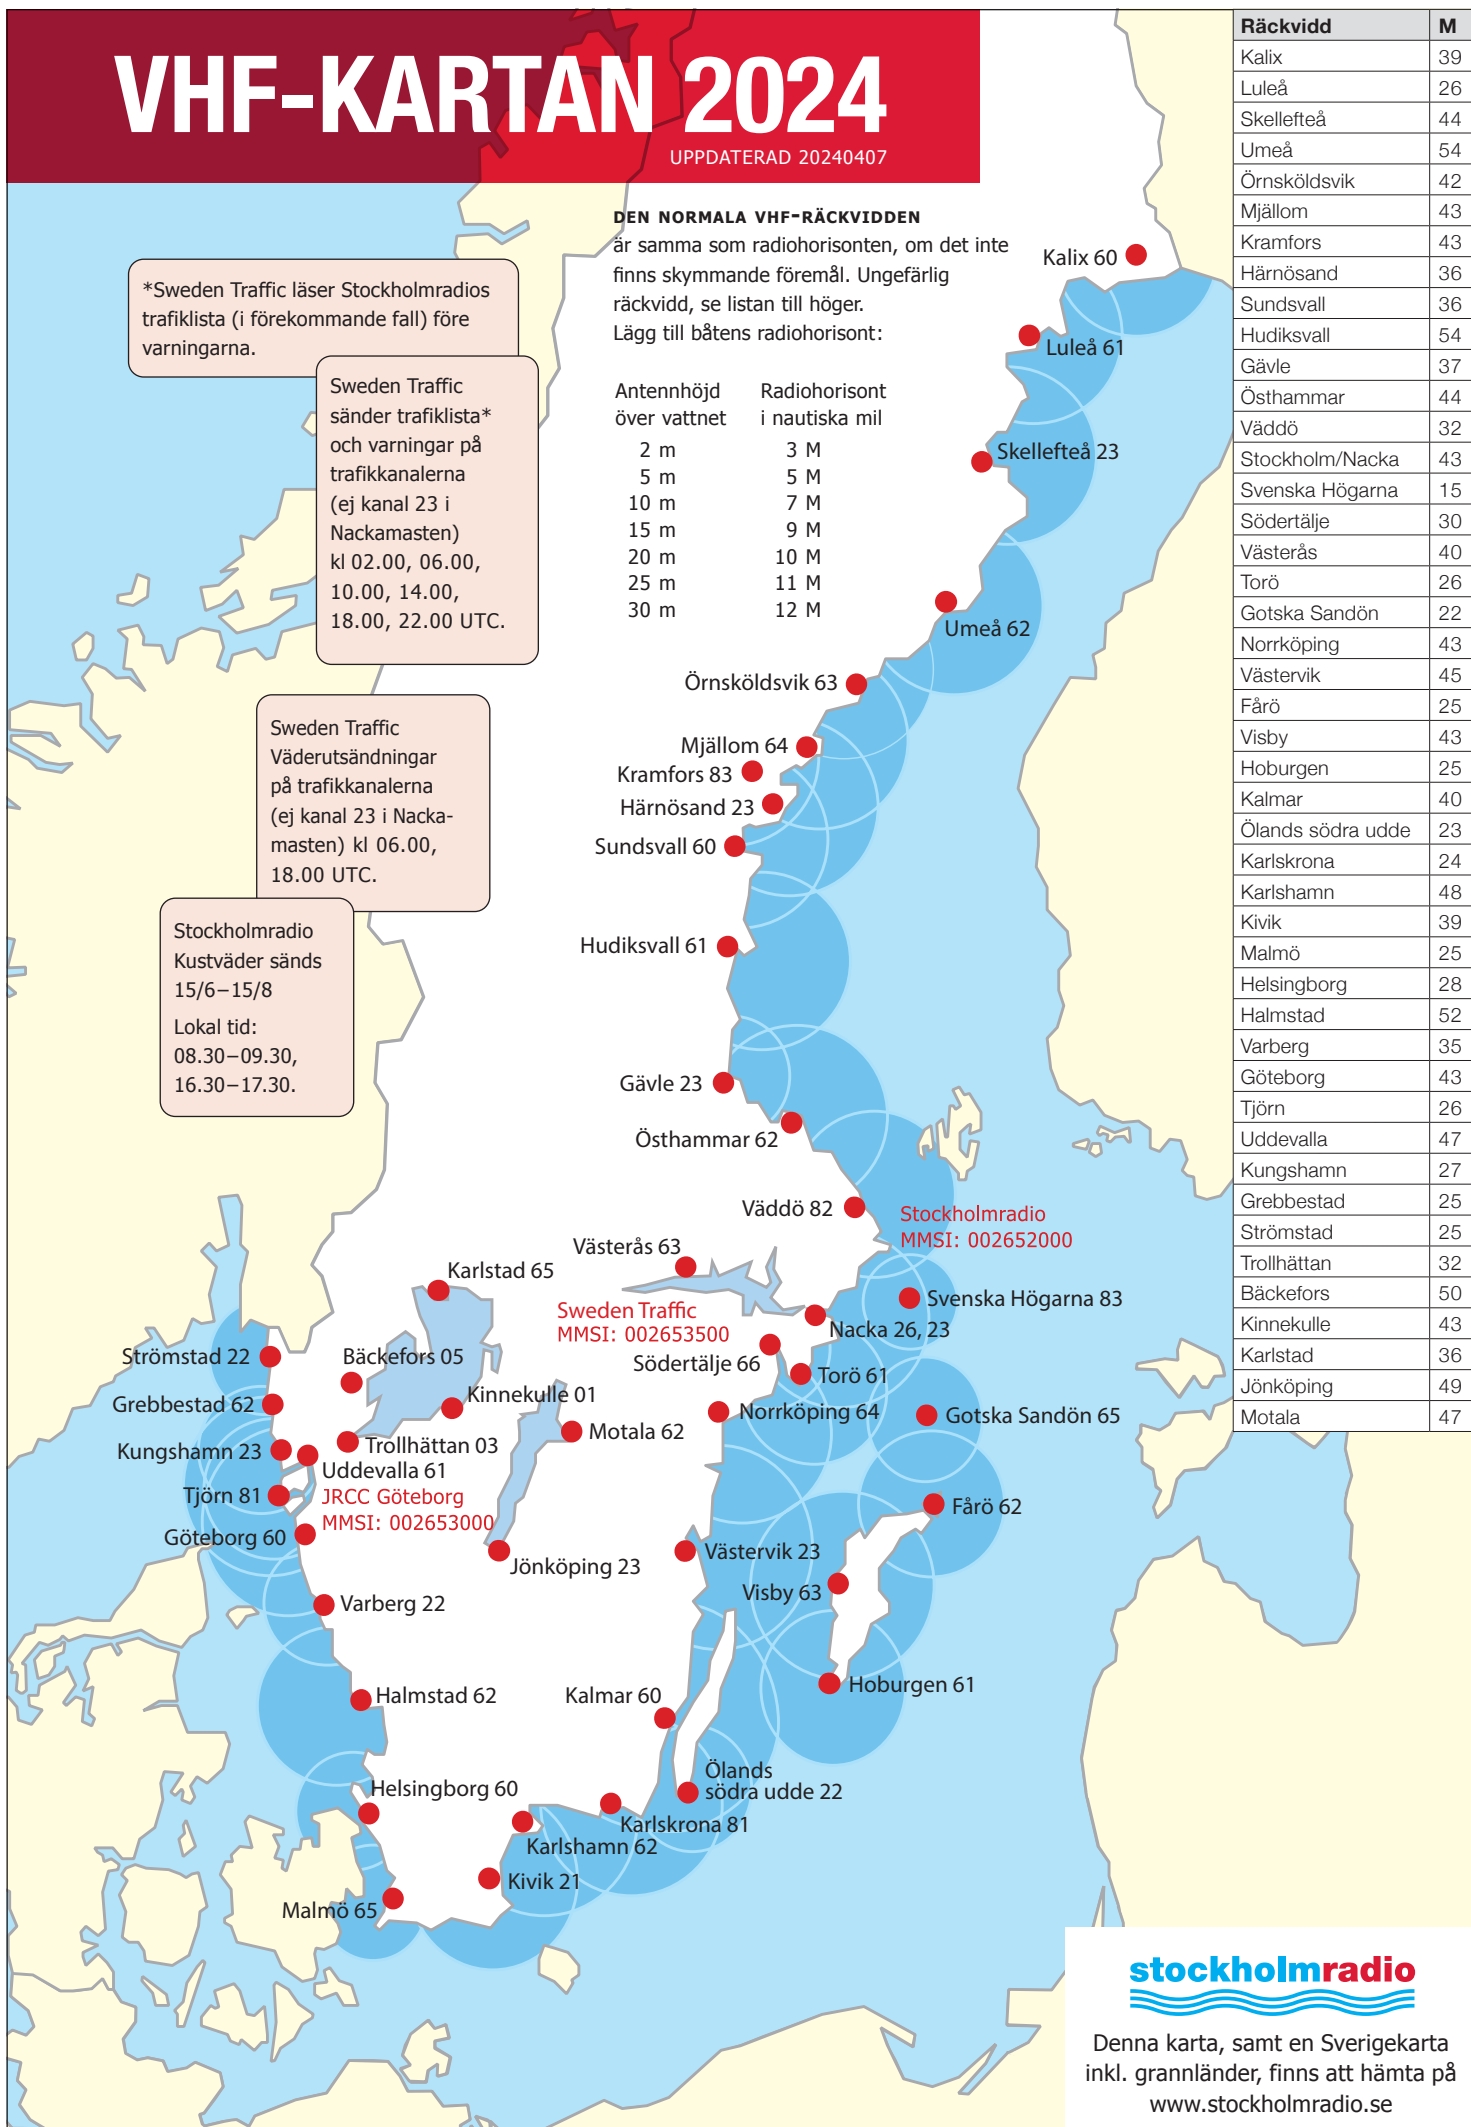 VHF-KARTAN 2024
UPPDATERAD 20240407
DEN NORMALA VHF-RÄCKVIDDEN
är samma som radiohorisonten, om det inte
finns skymmande föremål. Ungefärlig
räckvidd, se listan till höger.
Lägg till båtens radiohorisont:
Antennhöjd Radiohorisont
över vattnet i nautiska mil
2 m 3 M
5 m 5 M
10 m 7 M
15 m 9 M
20 m 10 M
25 m 11 M
30 m 12 M
*Sweden Traffic läser Stockholmradios
trafiklista (i förekommande fall) före
varningarna.
Sweden Traffic
sänder trafiklista*
och varningar på
trafikkanalerna
(ej kanal 23 i
Nackamasten)
kl 02.00, 06.00,
10.00, 14.00,
18.00, 22.00 UTC.
Sweden Traffic
Väderutsändningar
på trafikkanalerna
(ej kanal 23 i Nacka-
masten) kl 06.00,
18.00 UTC.
Stockholmradio
Kustväder sänds
15/6–15/8
Lokal tid:
08.30–09.30,
16.30–17.30.
Kalix 60
Luleå 61
Skellefteå 23
Umeå 62
Örnsköldsvik 63
Mjällom 64
Kramfors 83
Härnösand 23
Sundsvall 60
Hudiksvall 61
Gävle 23
Östhammar 62
Väddö 82
Stockholmradio
MMSI: 002652000
Västerås 63
Karlstad 65
Svenska Högarna 83
Sweden Traffic
MMSI: 002653500
Nacka 26, 23
Strömstad 22
Bäckefors 05
Södertälje 66
Torö 61
Grebbestad 62
Kinnekulle 01
Norrköping 64
Gotska Sandön 65
Motala 62
Kungshamn 23
Trollhättan 03
Uddevalla 61
Tjörn 81
JRCC Göteborg
MMSI: 002653000
Fårö 62
Göteborg 60
Jönköping 23
Västervik 23
Visby 63
Varberg 22
Hoburgen 61
Halmstad 62
Kalmar 60
Ölands
södra udde 22
Helsingborg 60
Karlskrona 81
Karlshamn 62
Kivik 21
Malmö 65
Räckvidd M
Kalix 39
Luleå 26
Skellefteå 44
Umeå 54
Örnsköldsvik 42
Mjällom 43
Kramfors 43
Härnösand 36
Sundsvall 36
Hudiksvall 54
Gävle 37
Östhammar 44
Väddö 32
Stockholm/Nacka 43
Svenska Högarna 15
Södertälje 30
Västerås 40
Torö 26
Gotska Sandön 22
Norrköping 43
Västervik 45
Fårö 25
Visby 43
Hoburgen 25
Kalmar 40
Ölands södra udde 23
Karlskrona 24
Karlshamn 48
Kivik 39
Malmö 25
Helsingborg 28
Halmstad 52
Varberg 35
Göteborg 43
Tjörn 26
Uddevalla 47
Kungshamn 27
Grebbestad 25
Strömstad 25
Trollhättan 32
Bäckefors 50
Kinnekulle 43
Karlstad 36
Jönköping 49
Motala 47
stockholmradio
Denna karta, samt en Sverigekarta
inkl. grannländer, finns att hämta på
www.stockholmradio.se